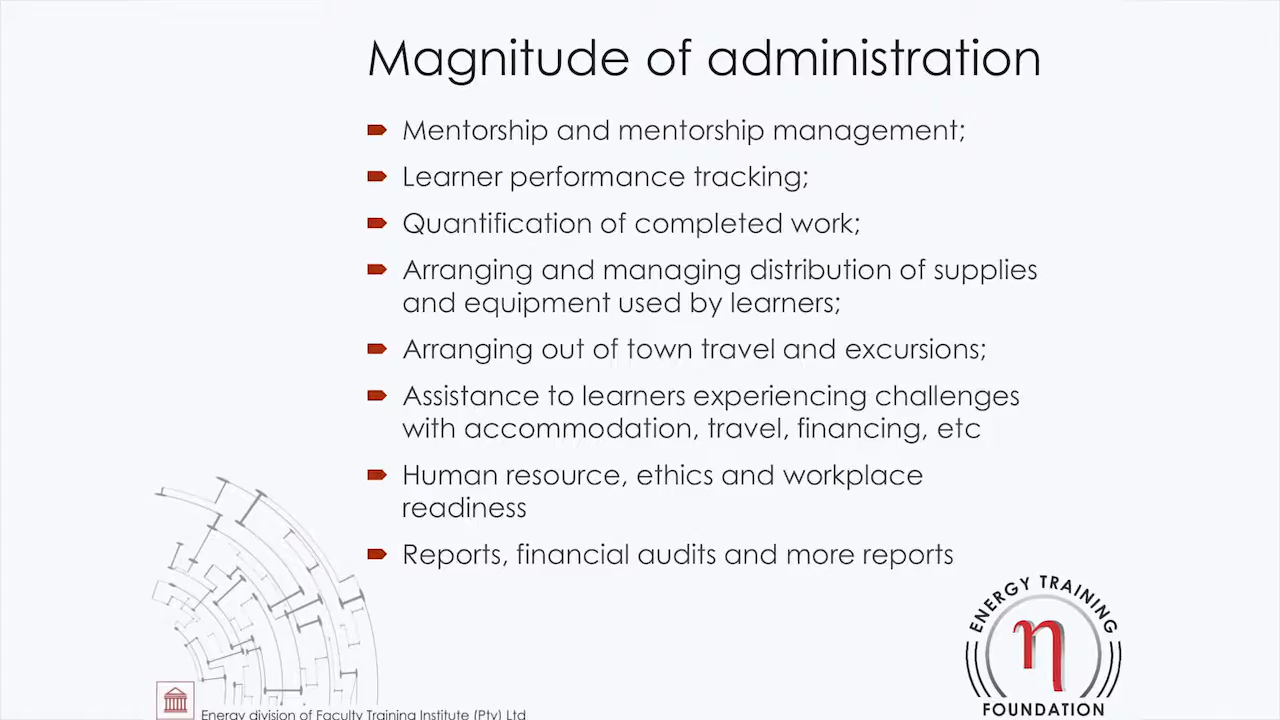 Magnitude of administration
Mentorship and mentorship management;
Learner performance tracking;
Quantification of completed work;
Arranging and managing distribution of supplies
and equipment used by learners;
Arranging out of town travel and excursions;
Assistance to learners experiencing challenges
with accommodation, travel, financing, etc
Human resource, ethics and workplace
readiness
Reports, financial audits and more reports
ENERGY TRAINING
η
FOUNDATION
Energy division of Faculty Training Institute (Pty) Ltd